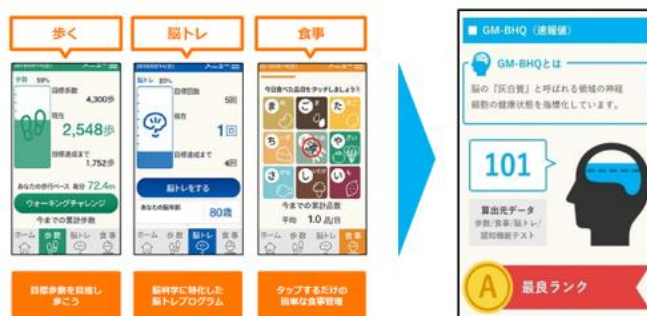 歩く
脳トレ
食事
歩数 59%
目標歩数
4,300歩
現在
2,548歩
目標達成まで
1,752歩
あなたの歩行ペース 毎分 72.4m
ウォーキングチャレンジ
今までの累計歩数
ホーム 歩数 脳トレ 食事
目標歩数を目指し
歩こう
脳トレ 20%
目標回数
5回
現在
1回
目標達成まで
4回
脳トレをする
あなたの脳年齢
80歳
ホーム 歩数 脳トレ 食事
脳科学に特化した
脳トレプログラム
今日食べた品目をタッチしましょう!
ま ご た
ち や さい
さ し い も
今までの累計品数
平均 1.0 品/日
ホーム 歩数 脳トレ 食事
タップするだけの
簡単な食事管理
GM-BHQ（速報値）
GM-BHQとは
脳の『灰白質』と呼ばれる領域の神経
細胞の健康状態を指標化しています。
101
算出元データ
歩数/食事/脳トレ/
認知機能テスト
A
最良ランク